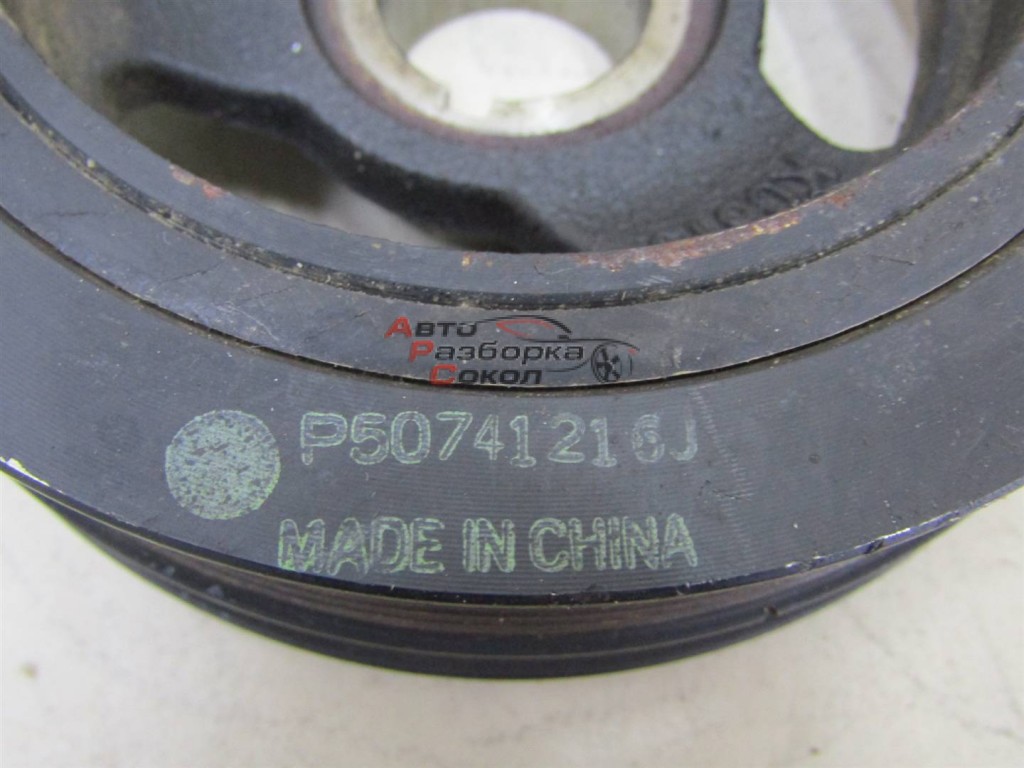 АВТО
РАЗБОРКА
СОКОЛ
P50741216J
MADE IN CHINA